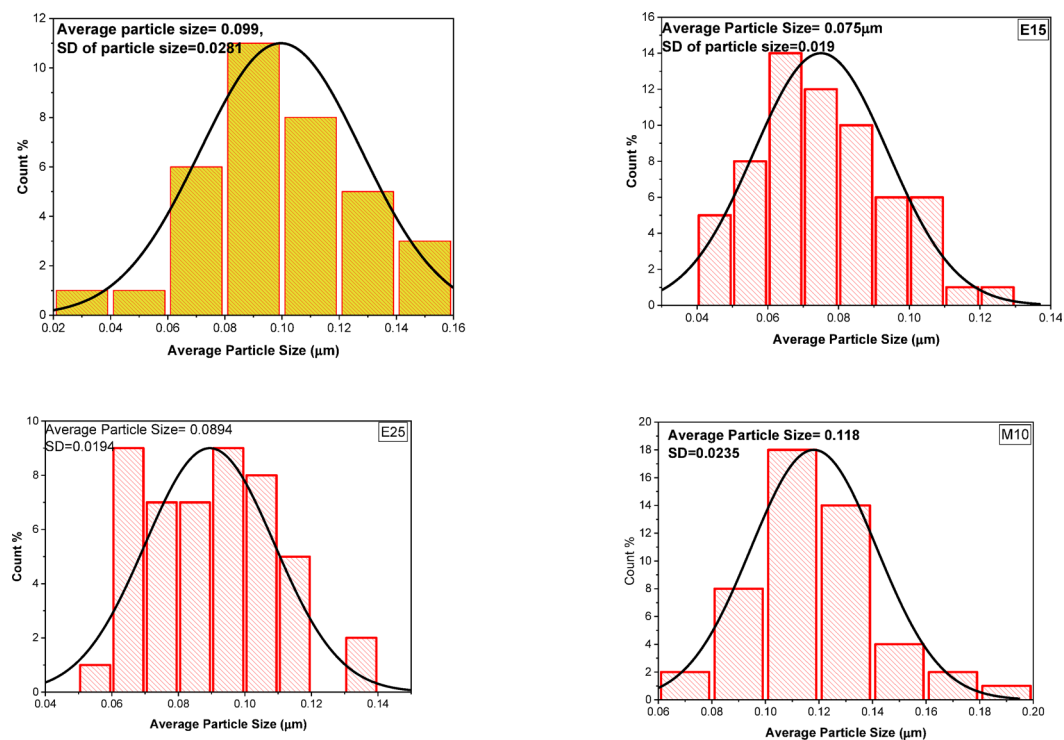 Average particle size= 0.099,
SD of particle size=0.0281
12
10
8
6
4
2
0
Count %
0.02 0.04 0.06 0.08 0.10 0.12 0.14 0.16
Average Particle Size (μm)
Average Particle Size= 0.075μm
SD of particle size=0.019
E15
16
14
12
10
8
6
4
2
0
Count %
0.04 0.06 0.08 0.10 0.12 0.14
Average Particle Size (μm)
Average Particle Size= 0.0894
SD=0.0194
E25
10
8
6
4
2
0
Count %
0.04 0.06 0.08 0.10 0.12 0.14
Average Particle Size (μm)
Average Particle Size= 0.118
SD=0.0235
M10
20
18
16
14
12
10
8
6
4
2
0
Count %
0.06 0.08 0.10 0.12 0.14 0.16 0.18 0.20
Average Particle Size (μm)